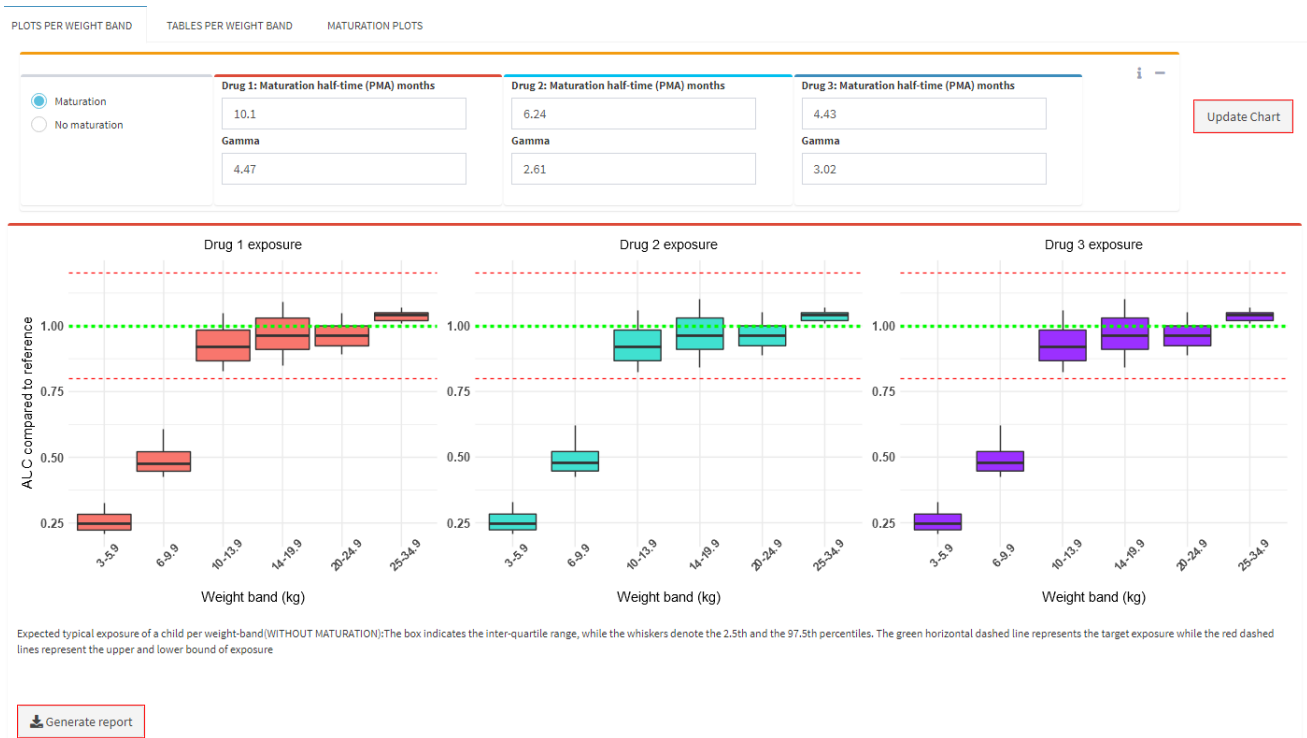 PLOTS PER WEIGHT BAND TABLES PER WEIGHT BAND MATURATION PLOTS
Maturation
No maturation
Drug 1: Maturation half-time (PMA) months
10.1
Gamma
4.47
Drug 2: Maturation half-time (PMA) months
6.24
Gamma
2.61
Drug 3: Maturation half-time (PMA) months
4.43
Gamma
3.02
Update Chart
Drug 1 exposure
AUC compared to reference
1.00
0.75
0.50
0.25
3-5.9 6-9.9 10-13.9 14-19.9 20-24.9 25-34.9
Weight band (kg)
Drug 2 exposure
1.00
0.75
0.50
0.25
3-5.9 6-9.9 10-13.9 14-19.9 20-24.9 25-34.9
Weight band (kg)
Drug 3 exposure
1.00
0.75
0.50
0.25
3-5.9 6-9.9 10-13.9 14-19.9 20-24.9 25-34.9
Weight band (kg)
Expected typical exposure of a child per weight-band(WITHOUT MATURATION):The box indicates the inter-quartile range, while the whiskers denote the 2.5th and the 97.5th percentiles. The green horizontal dashed line represents the target exposure while the red dashed
lines represent the upper and lower bound of exposure
Generate report